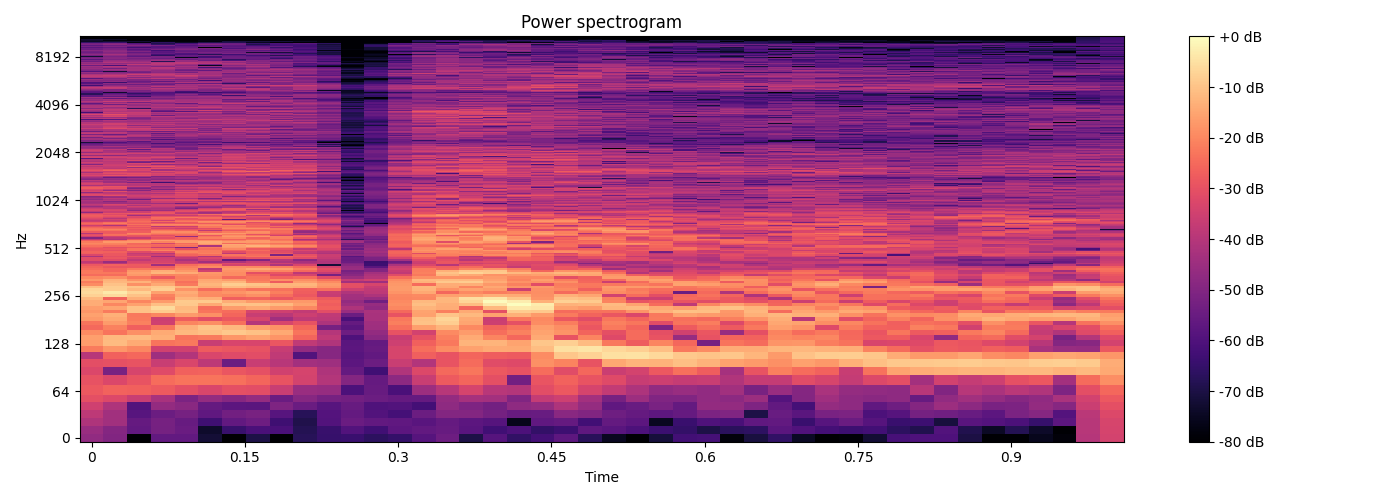 Power spectrogram
Hz
8192
4096
2048
1024
512
256
128
64
0
0 0.15 0.3 0.45 0.6 0.75 0.9
Time
+0 dB
-10 dB
-20 dB
-30 dB
-40 dB
-50 dB
-60 dB
-70 dB
-80 dB